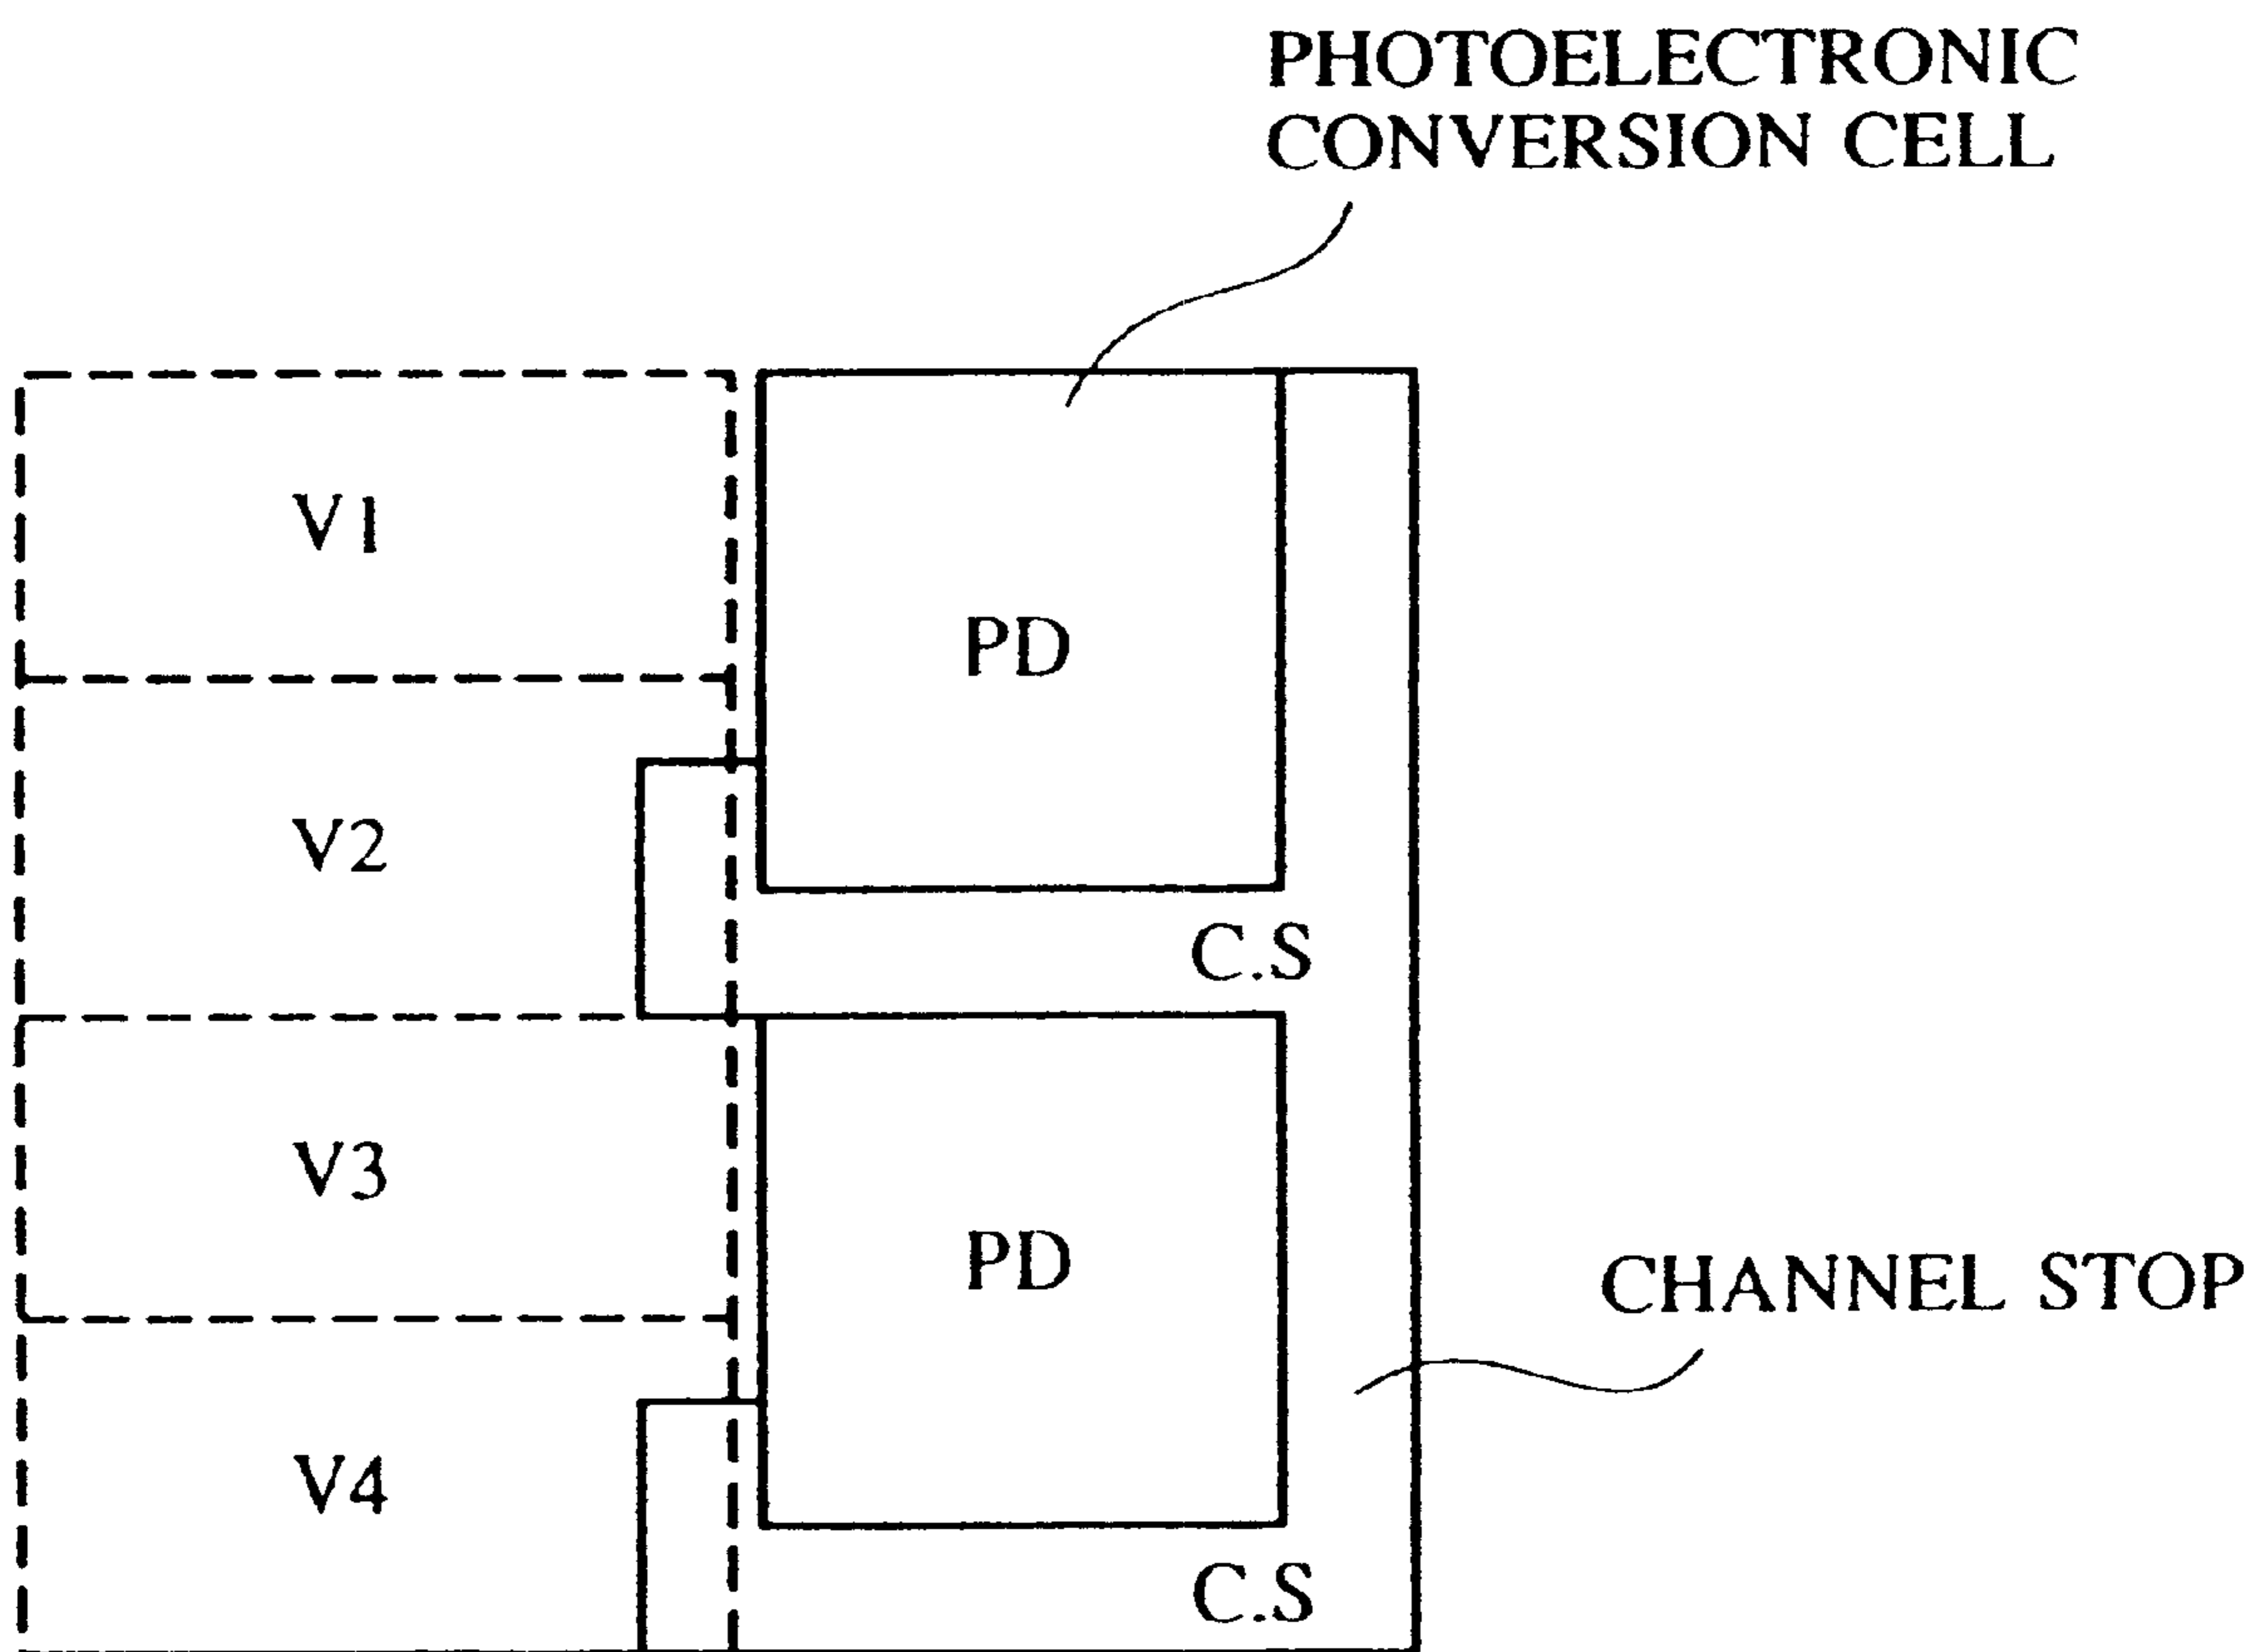 PHOTOELECTRONIC
CONVERSION CELL
V1
PD
V2
C.S
V3
PD
CHANNEL STOP
V4
C.S